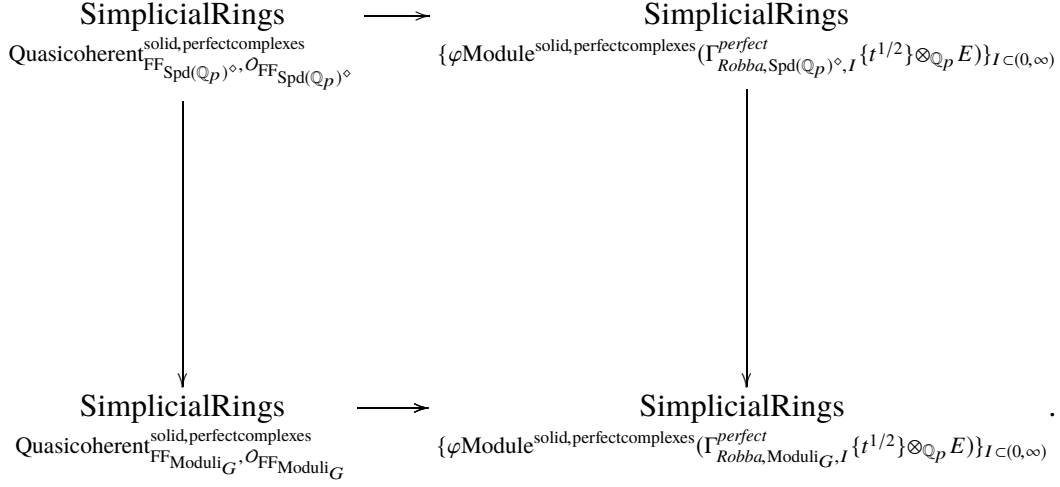 SimplicialRings SimplicialRings
Quasicoherent^{solid,perfectcomplexes}_{FF_{Spd(ℚ_p)^⋄},O_{FF_{Spd(ℚ_p)^⋄}}} {φModule^{solid,perfectcomplexes}(Γ^{perfect}_{Robba,Spd(ℚ_p)^⋄,I}{t^{1/2}}⊗_{ℚ_p}E)}_{I⊂(0,∞)}
SimplicialRings SimplicialRings .
Quasicoherent^{solid,perfectcomplexes}_{FF_{Moduli_G},O_{FF_{Moduli_G}}} {φModule^{solid,perfectcomplexes}(Γ^{perfect}_{Robba,Moduli_G,I}{t^{1/2}}⊗_{ℚ_p}E)}_{I⊂(0,∞)}